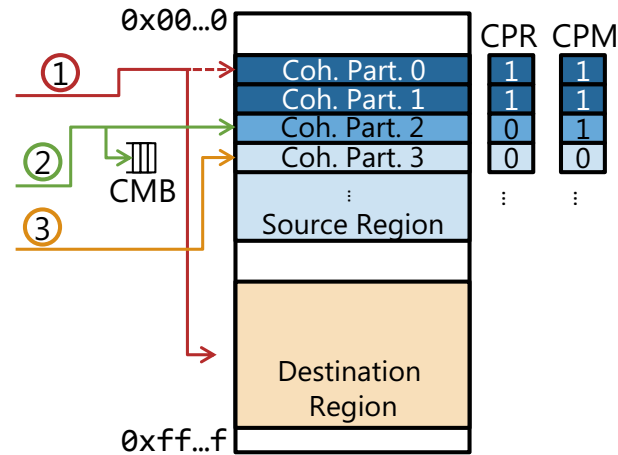 0x00…0
CPR CPM
① Coh. Part. 0 1 1
Coh. Part. 1 1 1
② Coh. Part. 2 0 1
CMB Coh. Part. 3 0 0
⋮ ⋮ ⋮
③ Source Region
Destination
Region
0xff…f